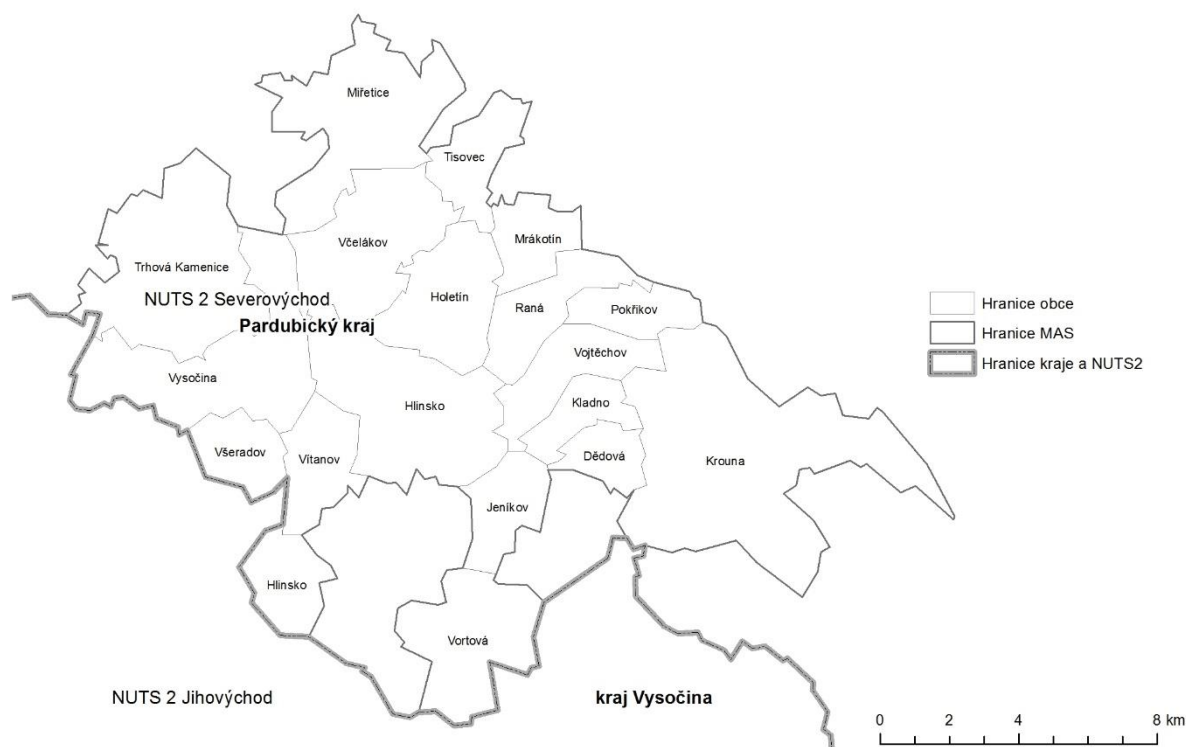 Miřetice
Tisovec
Včelákov
Mrákotín
Trhová Kamenice
NUTS 2 Severovýchod
Holetín
Raná
Pokřikov
Pardubický kraj
Vojtěchov
Vysočina
Hlinsko
Kladno
Všeradov
Vítanov
Dědová
Krouna
Jeníkov
Hlinsko
Vortová
NUTS 2 Jihovýchod
kraj Vysočina
Hranice obce
Hranice MAS
Hranice kraje a NUTS2
0 2 4 8 km